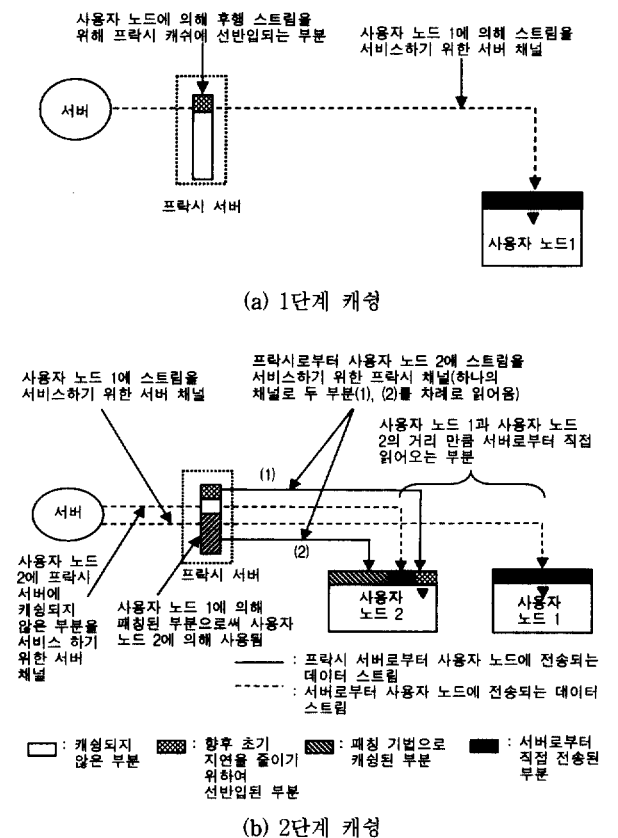 사용자 노드에 의해 후행 스트림을
위해 프락시 캐쉬에 선반입되는 부분
사용자 노드 1에 의해 스트림을
서비스하기 위한 서버 채널
서버
프락시 서버
사용자 노드1
(a) 1단계 캐슁
프락시로부터 사용자 노드 2에 스트림을
서비스하기 위한 프락시 채널(하나의
채널로 두 부분(1), (2)를 차례로 읽어옴)
사용자 노드 1에 스트림을
서비스하기 위한 서버 채널
사용자 노드 1과 사용자 노드
2의 거리 만큼 서버로부터 직접
읽어오는 부분
(1)
서버
(2)
프락시 서버
사용자
노드 2
사용자
노드 1
사용자 노드
2에 프락시
서버에
캐슁되지
않은 부분을
서비스 하기
위한 서버
채널
사용자 노드 1에 의해
패칭된 부분으로써 사용자
노드 2에 의해 사용됨
: 프락시 서버로부터 사용자 노드에 전송되는
데이터 스트림
: 서버로부터 사용자 노드에 전송되는 데이터
스트림
: 캐슁되지
않은 부분
: 향후 초기
지연을 줄이기
위하여
선반입된 부분
: 패칭 기법으로
캐슁된 부분
: 서버로부터
직접 전송된
부분
(b) 2단계 캐슁